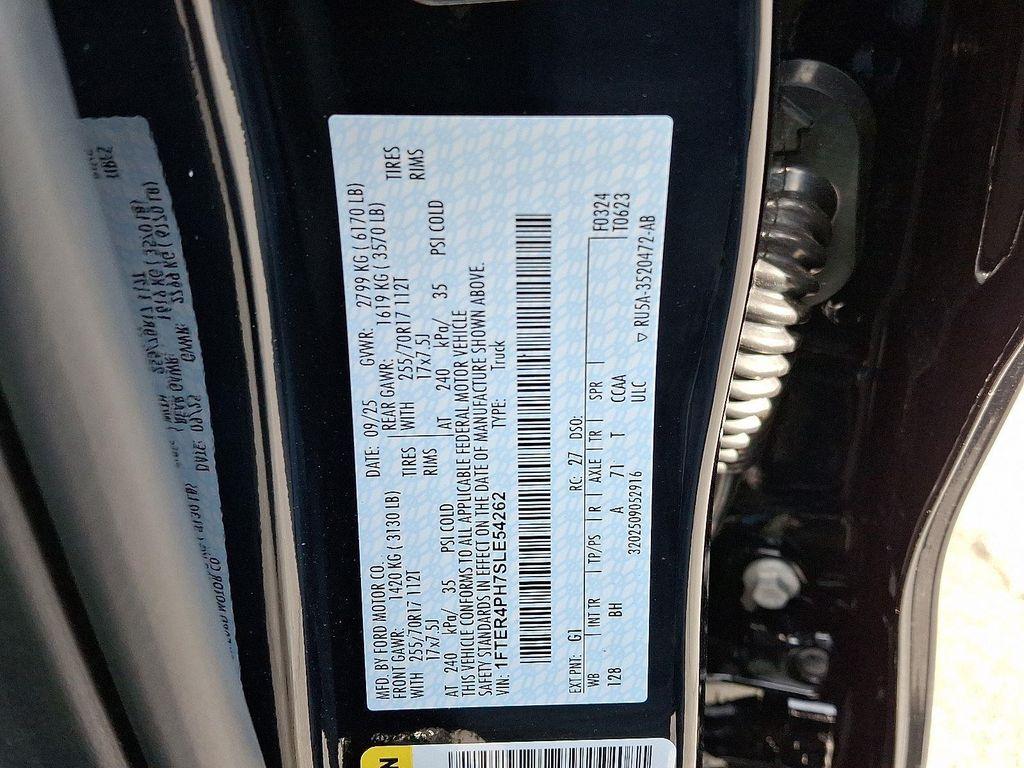 MFD. BY FORD MOTOR CO. DATE: 09/25 GVWR: 2799 KG ( 6170 LB)
FRONT GAWR: 1420 KG ( 3130 LB) REAR GAWR: 1619 KG ( 3570 LB)
WITH 255/70R17 112T TIRES WITH 255/70R17 112T TIRES
17x7.5J RIMS 17x7.5J RIMS
AT 240 kPa/ 35 PSI COLD AT 240 kPa/ 35 PSI COLD
THIS VEHICLE CONFORMS TO ALL APPLICABLE FEDERAL MOTOR VEHICLE
SAFETY STANDARDS IN EFFECT ON THE DATE OF MANUFACTURE SHOWN ABOVE.
VIN: 1FTER4PH7SLE54262 TYPE: Truck
EXT PNT: G1 RC: 27 DSO: F0324
WB INT TR TP/PS R AXLE TR SPR T0623
128 BH A 7I T CCAA
ULC
3202509052916 ▽ RU5A-3520472-AB
N